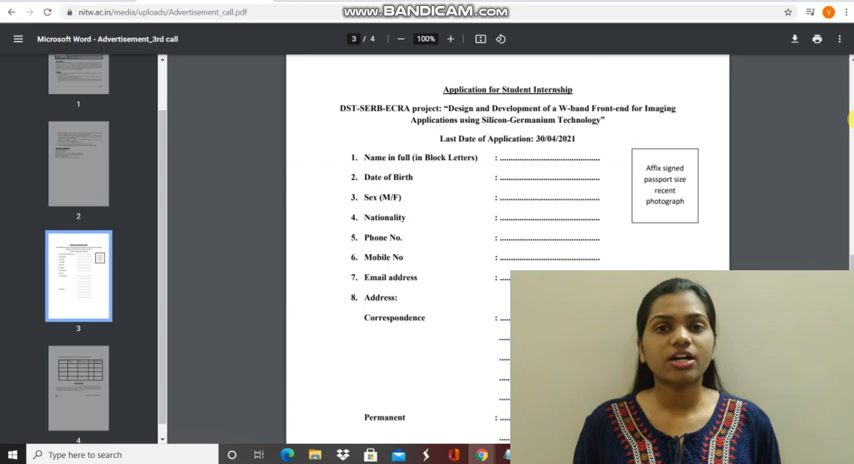 www.BANDICAM.com
nitw.ac.in/media/uploads/Advertisement_call.pdf
V
Microsoft Word - Advertisement_3rd call
3 / 4
100%
1
2
3
4
Application for Student Internship
DST-SERB-ECRA project: “Design and Development of a W-band Front-end for Imaging
Applications using Silicon-Germanium Technology”
Last Date of Application: 30/04/2021
1. Name in full (in Block Letters) : ..........................................
2. Date of Birth : ..........................................
3. Sex (M/F) : ..........................................
4. Nationality : ..........................................
5. Phone No. : ..........................................
6. Mobile No : ..........................................
7. Email address : ...
8. Address:
Correspondence : ...
Permanent : ...
Affix signed
passport size
recent
photograph
Type here to search